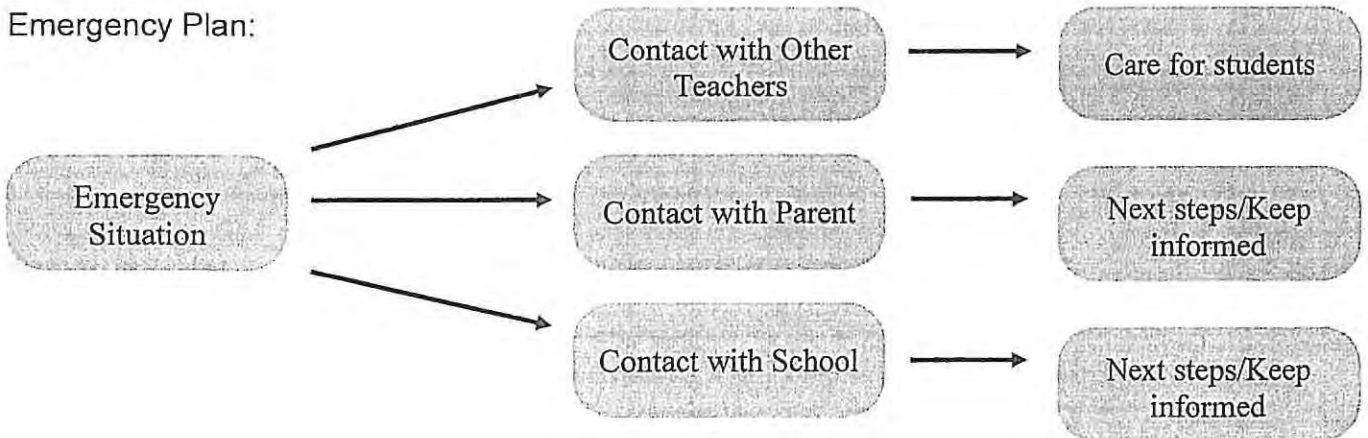 Emergency Plan:
Contact with Other
Teachers
Care for students
Emergency
Situation
Contact with Parent
Next steps/Keep
informed
Contact with School
Next steps/Keep
informed